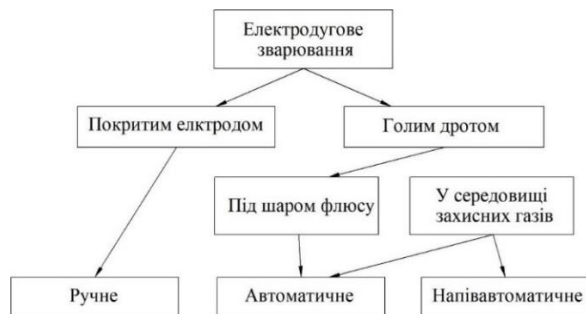 Електродугове
зварювання
Покритим елктродом
Голим дротом
Під шаром флюсу
У середовищі
захисних газів
Ручне
Автоматичне
Напівавтоматичне